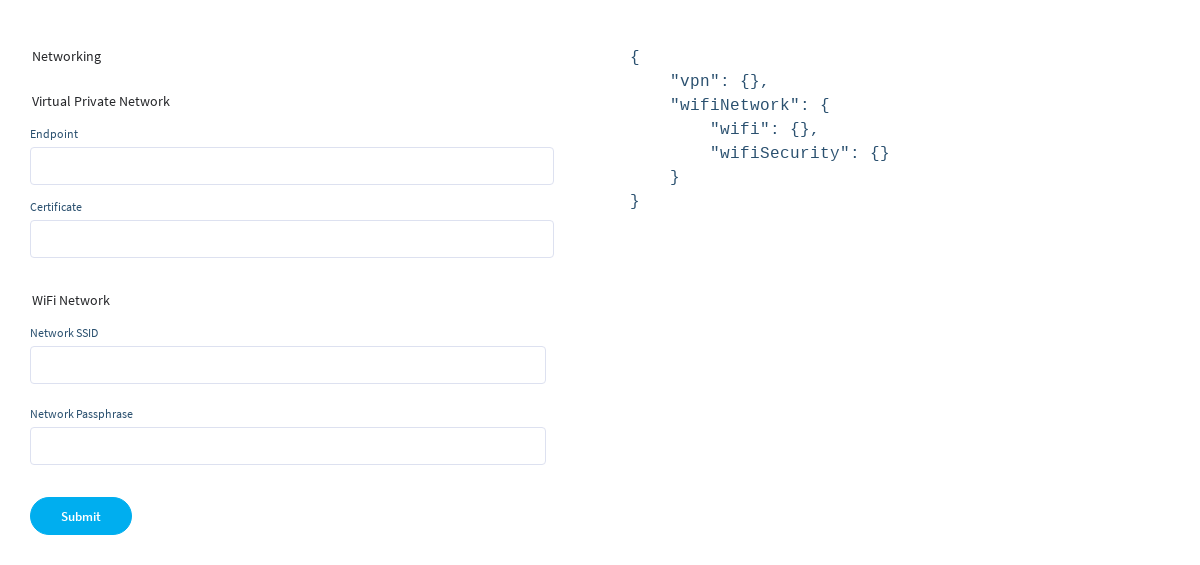 Networking
Virtual Private Network
Endpoint
Certificate
WiFi Network
Network SSID
Network Passphrase
Submit
{
    "vpn": {},
    "wifiNetwork": {
        "wifi": {},
        "wifiSecurity": {}
    }
}